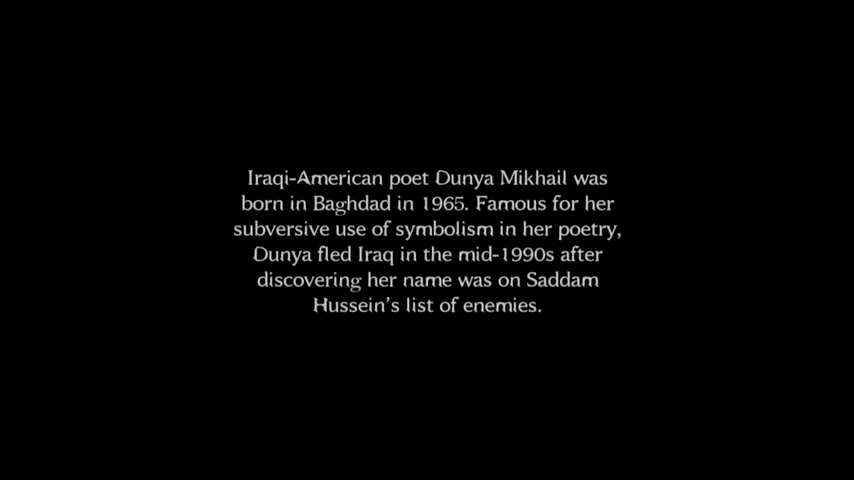 Iraqi-American poet Dunya Mikhail was
born in Baghdad in 1965. Famous for her
subversive use of symbolism in her poetry,
Dunya fled Iraq in the mid-1990s after
discovering her name was on Saddam
Hussein's list of enemies.